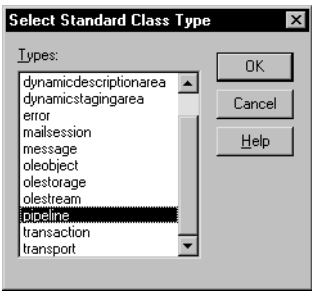 Select Standard Class Type
Types:
dynamicdescriptionarea
dynamicstagingarea
error
mailsession
message
oleobject
olestorage
olestream
pipeline
transaction
transport
OK
Cancel
Help